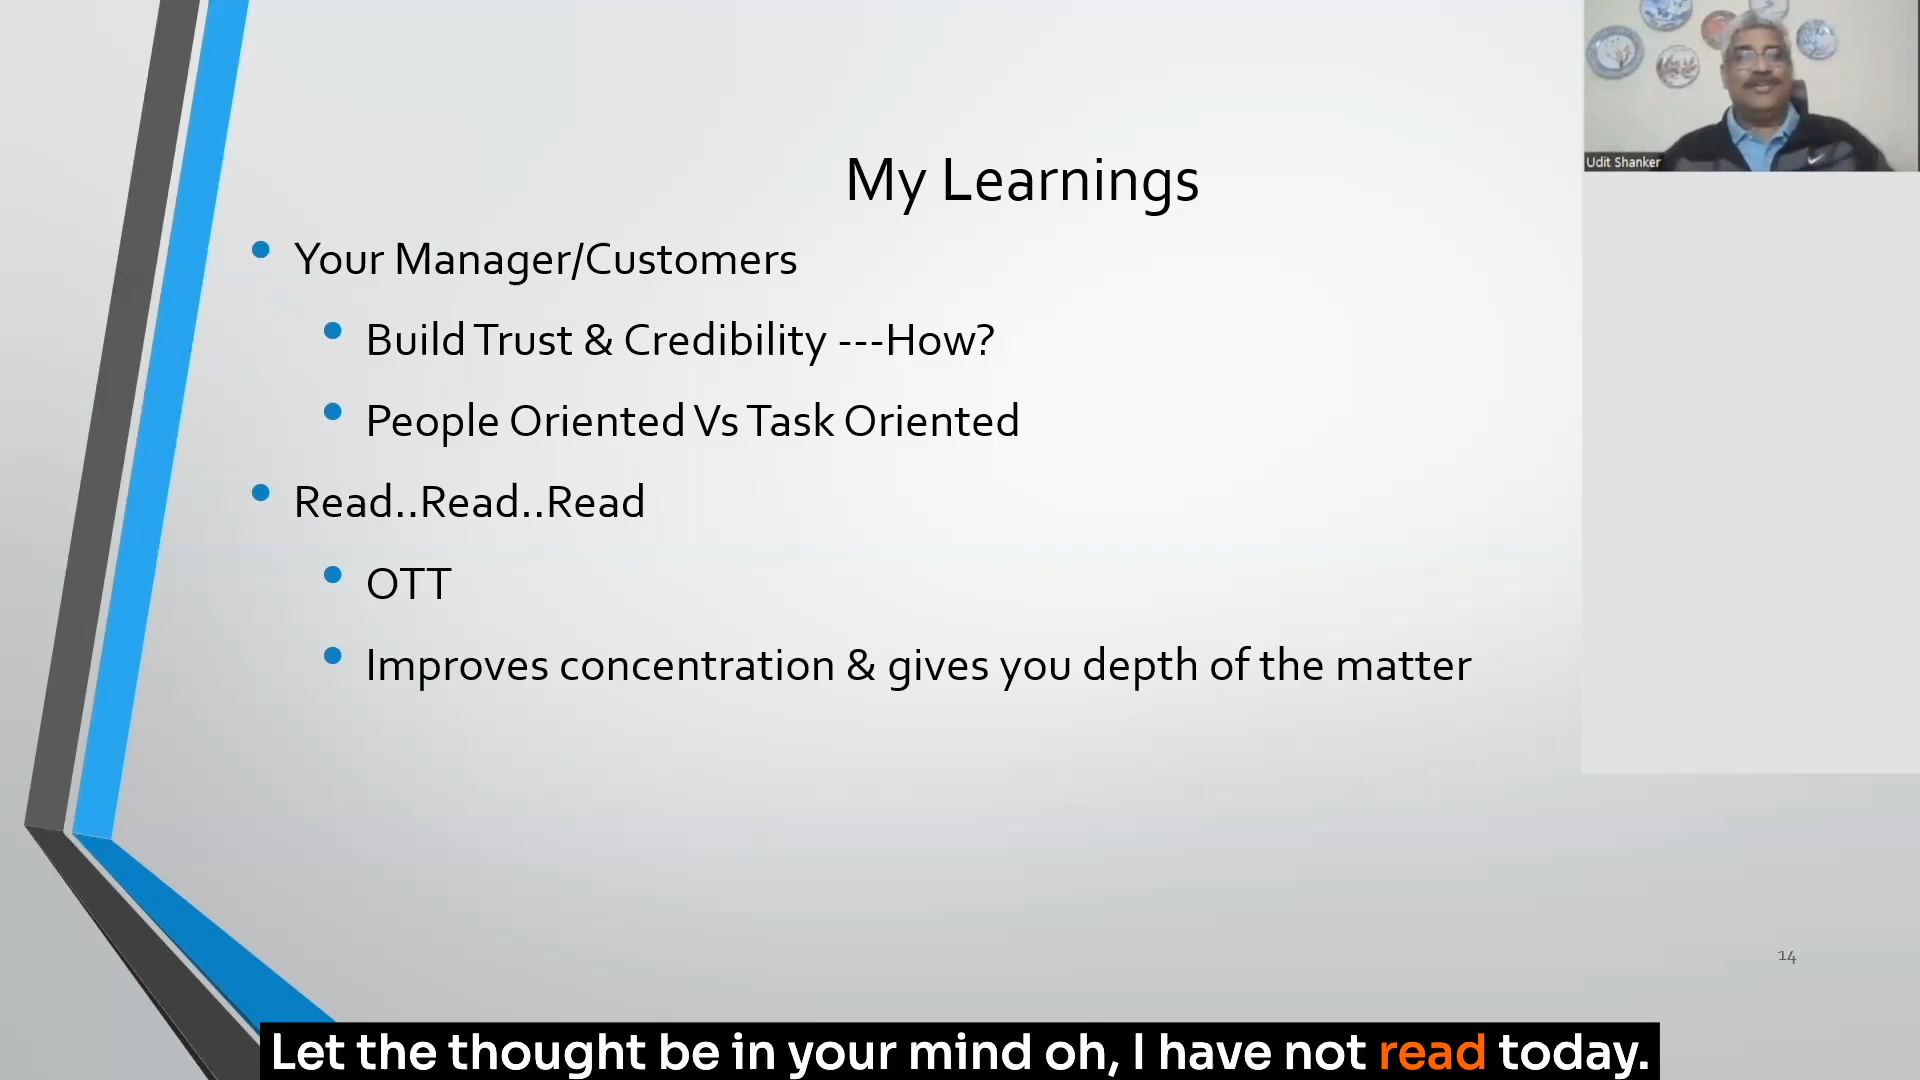 Udit Shanker
My Learnings
Your Manager/Customers
Build Trust & Credibility ---How?
People Oriented Vs Task Oriented
Read..Read..Read
OTT
Improves concentration & gives you depth of the matter
14
Let the thought be in your mind oh, I have not read today.